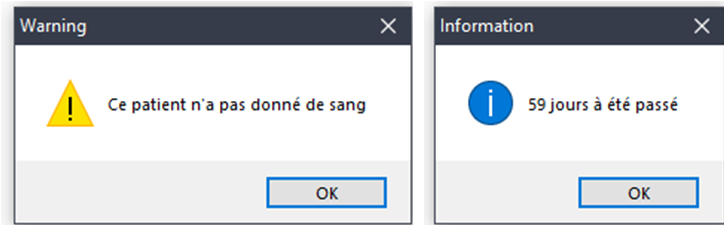 Warning
Ce patient n'a pas donné de sang
OK
Information
59 jours à été passé
OK